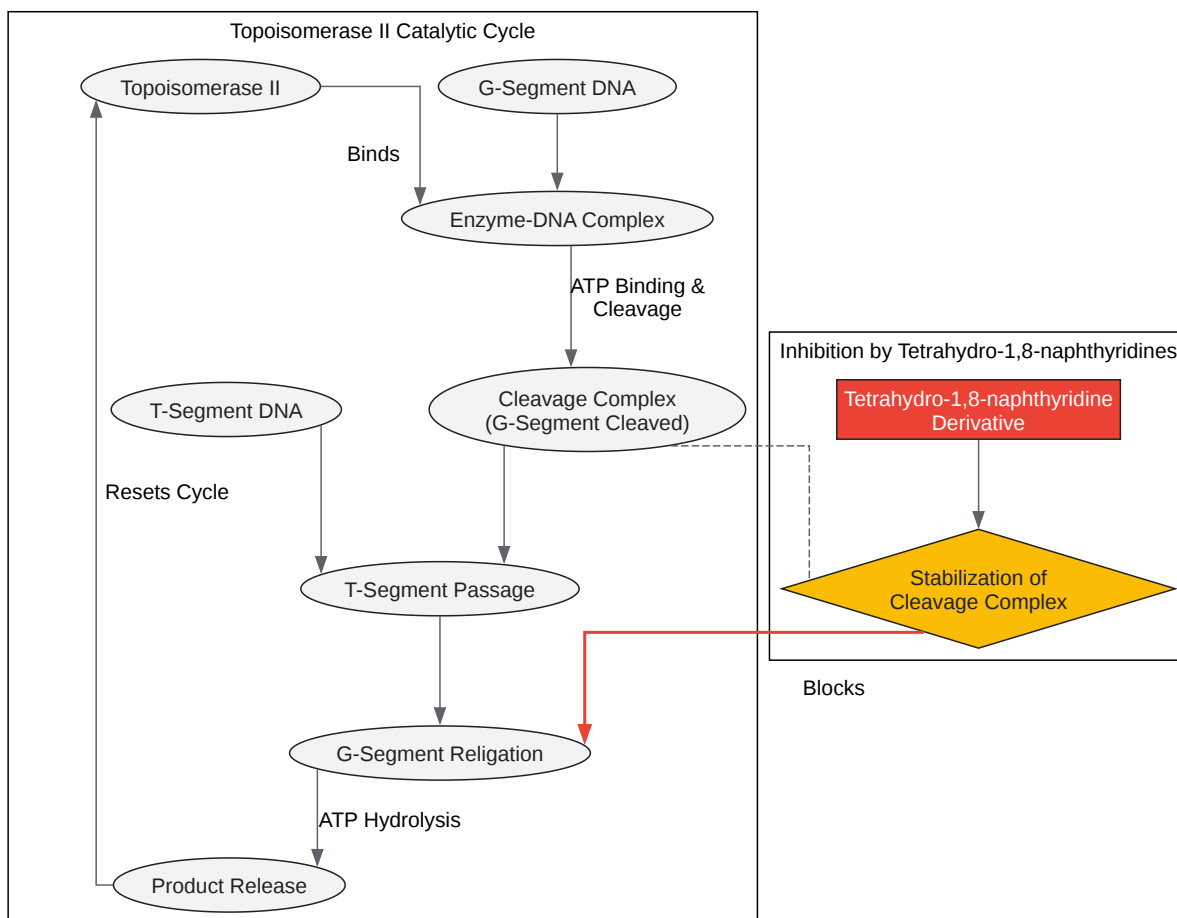 Topoisomerase II Catalytic Cycle
Topoisomerase II
G-Segment DNA
Binds
Enzyme-DNA Complex
ATP Binding &
Cleavage
Inhibition by Tetrahydro-1,8-naphthyridines
Tetrahydro-1,8-naphthyridine
Derivative
T-Segment DNA
Cleavage Complex
(G-Segment Cleaved)
Resets Cycle
T-Segment Passage
Stabilization of
Cleavage Complex
Blocks
G-Segment Religation
ATP Hydrolysis
Product Release